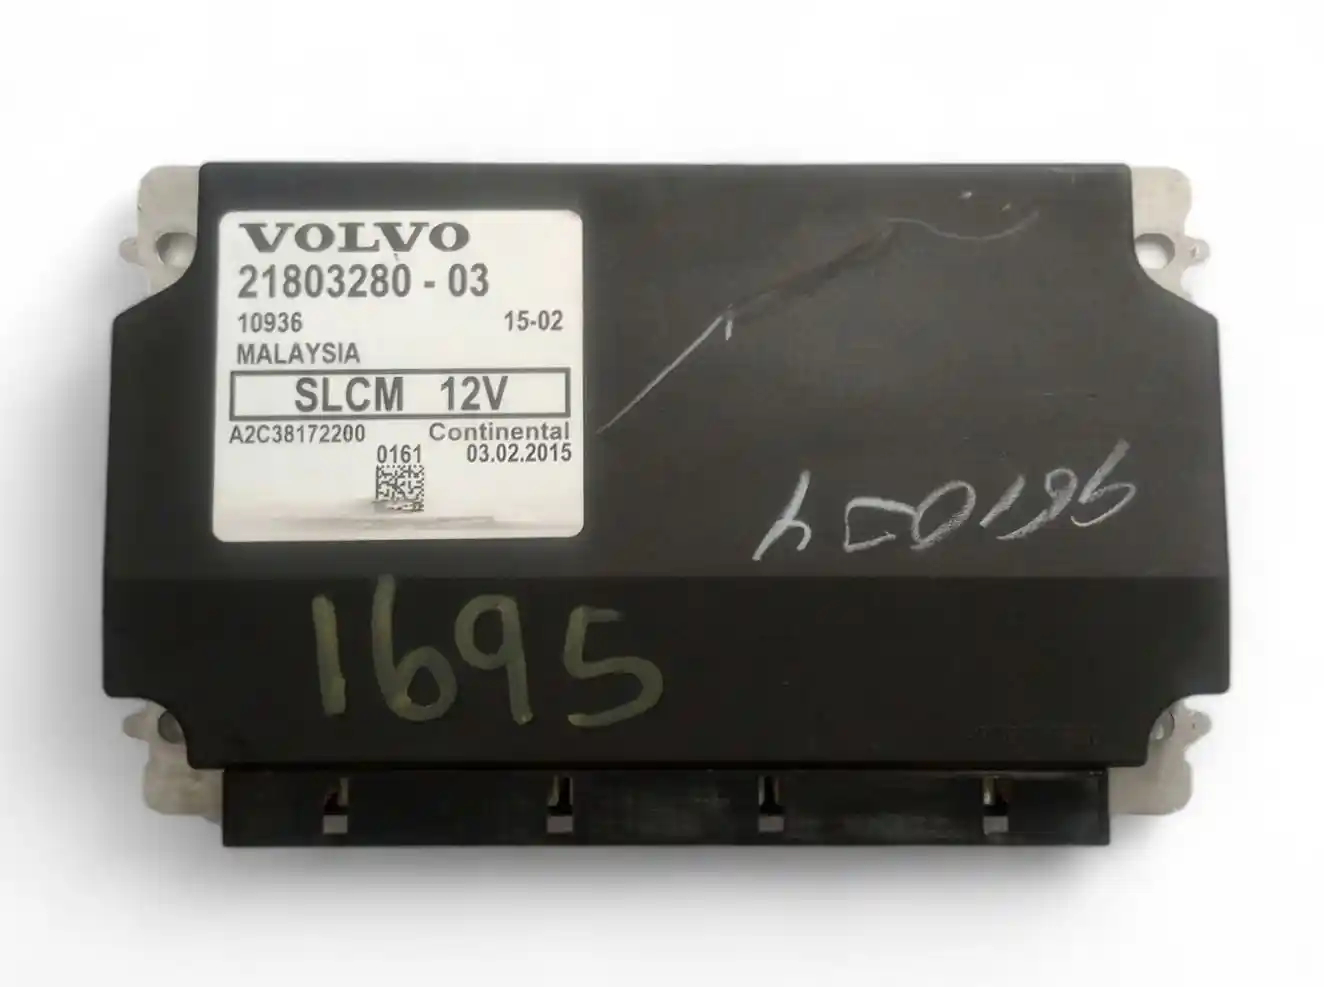 VOLVO
21803280 - 03
10936 15-02
MALAYSIA
SLCM 12V
A2C38172200 Continental
0161 03.02.2015
1695